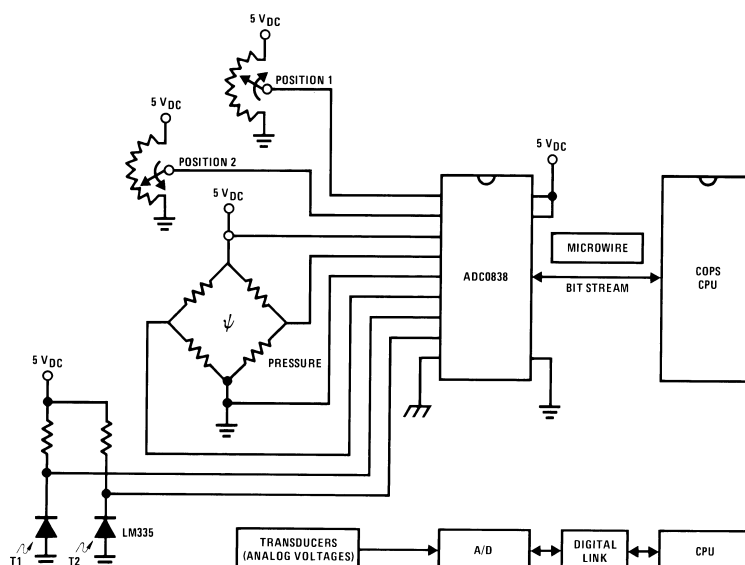 5 VDC
POSITION 1
5 VDC
POSITION 2
5 VDC
5 VDC
MICROWIRE
ADC0838
COPS
CPU
BIT STREAM
ψ
PRESSURE
5 VDC
LM335
T1
T2
TRANSDUCERS
(ANALOG VOLTAGES)
A/D
DIGITAL
LINK
CPU